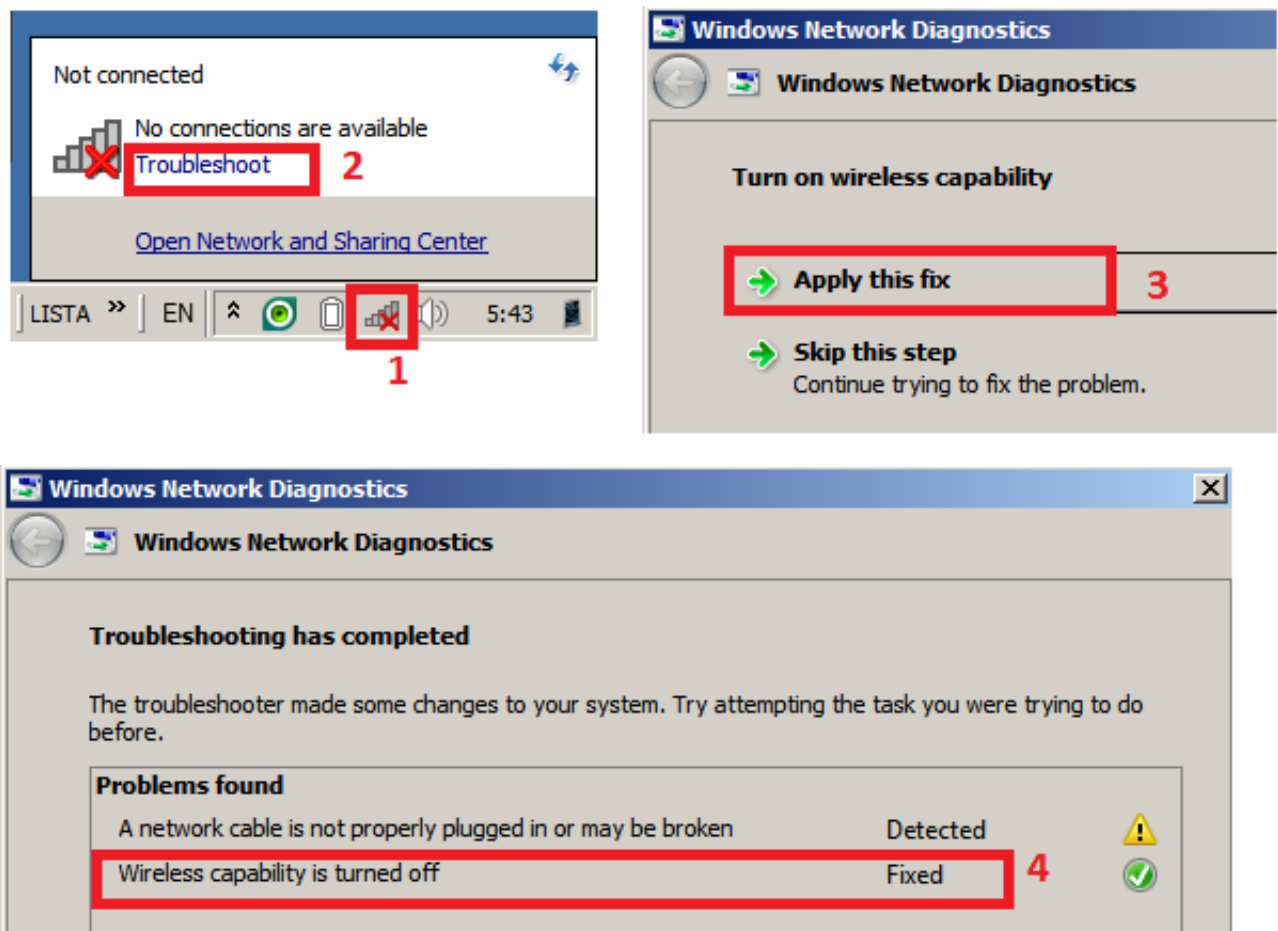 Not connected
No connections are available
Troubleshoot
2
Open Network and Sharing Center
LISTA » EN 5:43
1
Windows Network Diagnostics
Windows Network Diagnostics
Turn on wireless capability
Apply this fix
3
Skip this step
Continue trying to fix the problem.
Windows Network Diagnostics
Windows Network Diagnostics
Troubleshooting has completed
The troubleshooter made some changes to your system. Try attempting the task you were trying to do
before.
Problems found
A network cable is not properly plugged in or may be broken Detected
Wireless capability is turned off Fixed 4